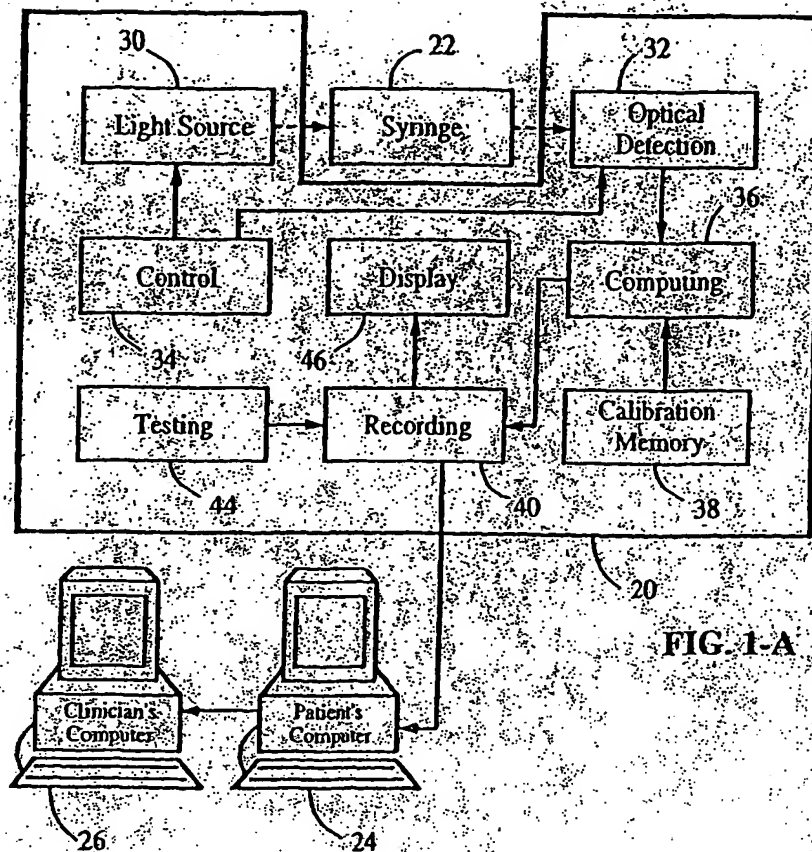 30
22
32
Light Source
Syringe
Optical
Detection
36
Control
Display
Computing
34
46
Testing
Recording
Calibration
Memory
44
40
38
20
FIG. 1-A
Clinician's
Computer
Patient's
Computer
26
24